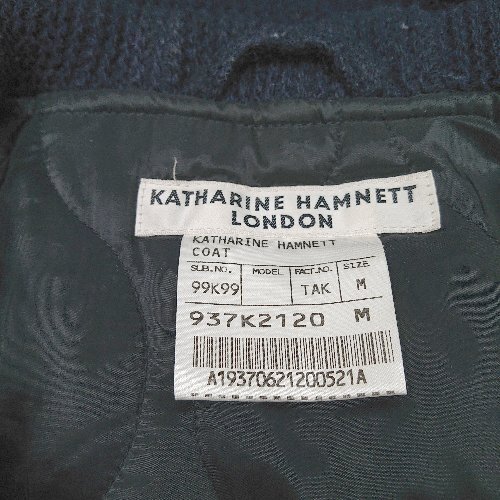 KATHARINE HAMNETT
LONDON
KATHARINE HAMNETT
COAT
SUB.NO. MODEL FACT.NO. SIZE
99K99 TAK M
937K2120 M
A19370621200521A